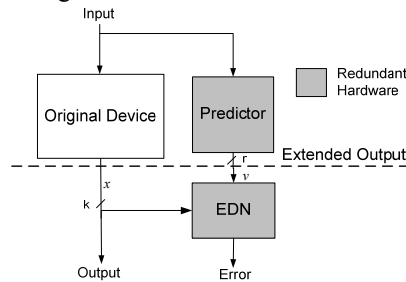 Input
Original Device
Predictor
Redundant
Hardware
r
Extended Output
x
v
k
EDN
Output
Error